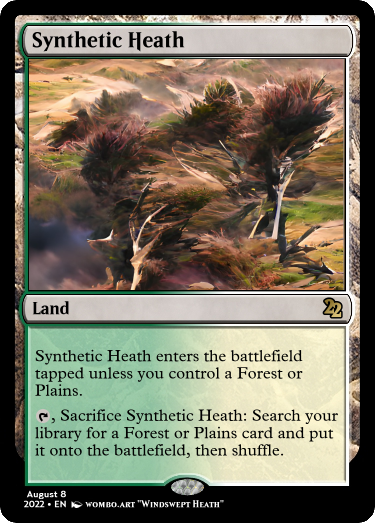 Synthetic Heath
Land
22
Synthetic Heath enters the battlefield
tapped unless you control a Forest or
Plains.
, Sacrifice Synthetic Heath: Search your
library for a Forest or Plains card and put
it onto the battlefield, then shuffle.
August 8
2022 • EN wombo.art "Windswept Heath"